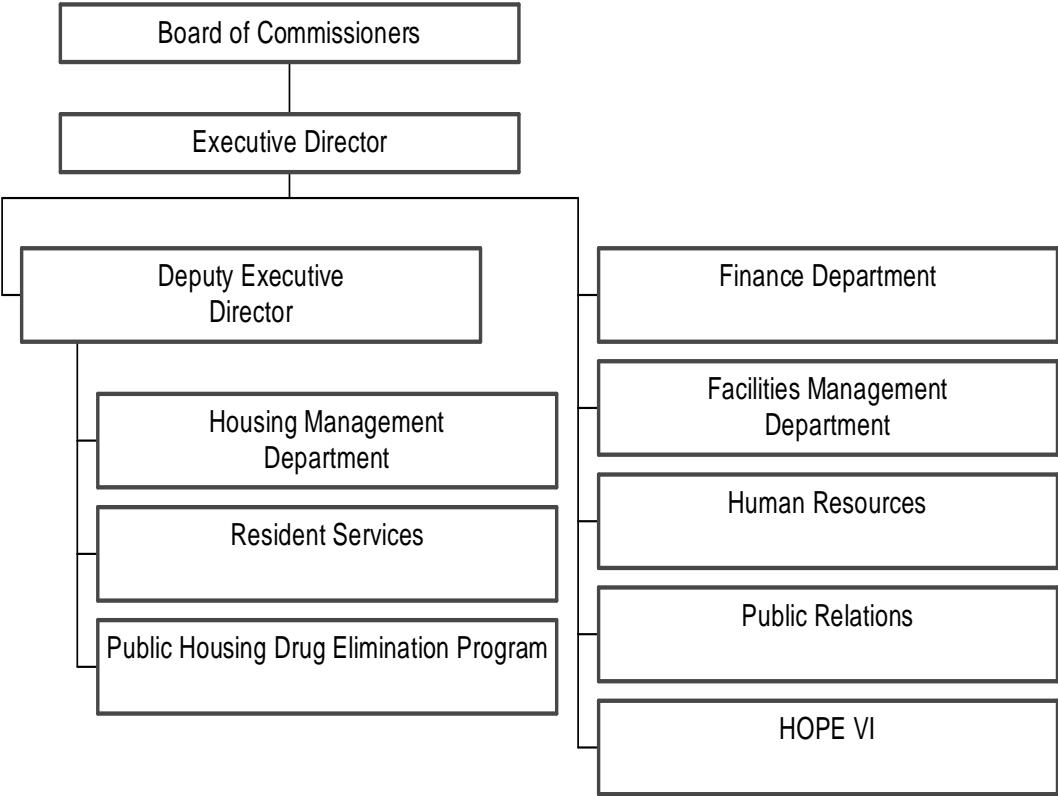 Board of Commissioners
Executive Director
Deputy Executive
Director
Housing Management
Department
Resident Services
Public Housing Drug Elimination Program
Finance Department
Facilities Management
Department
Human Resources
Public Relations
HOPE VI